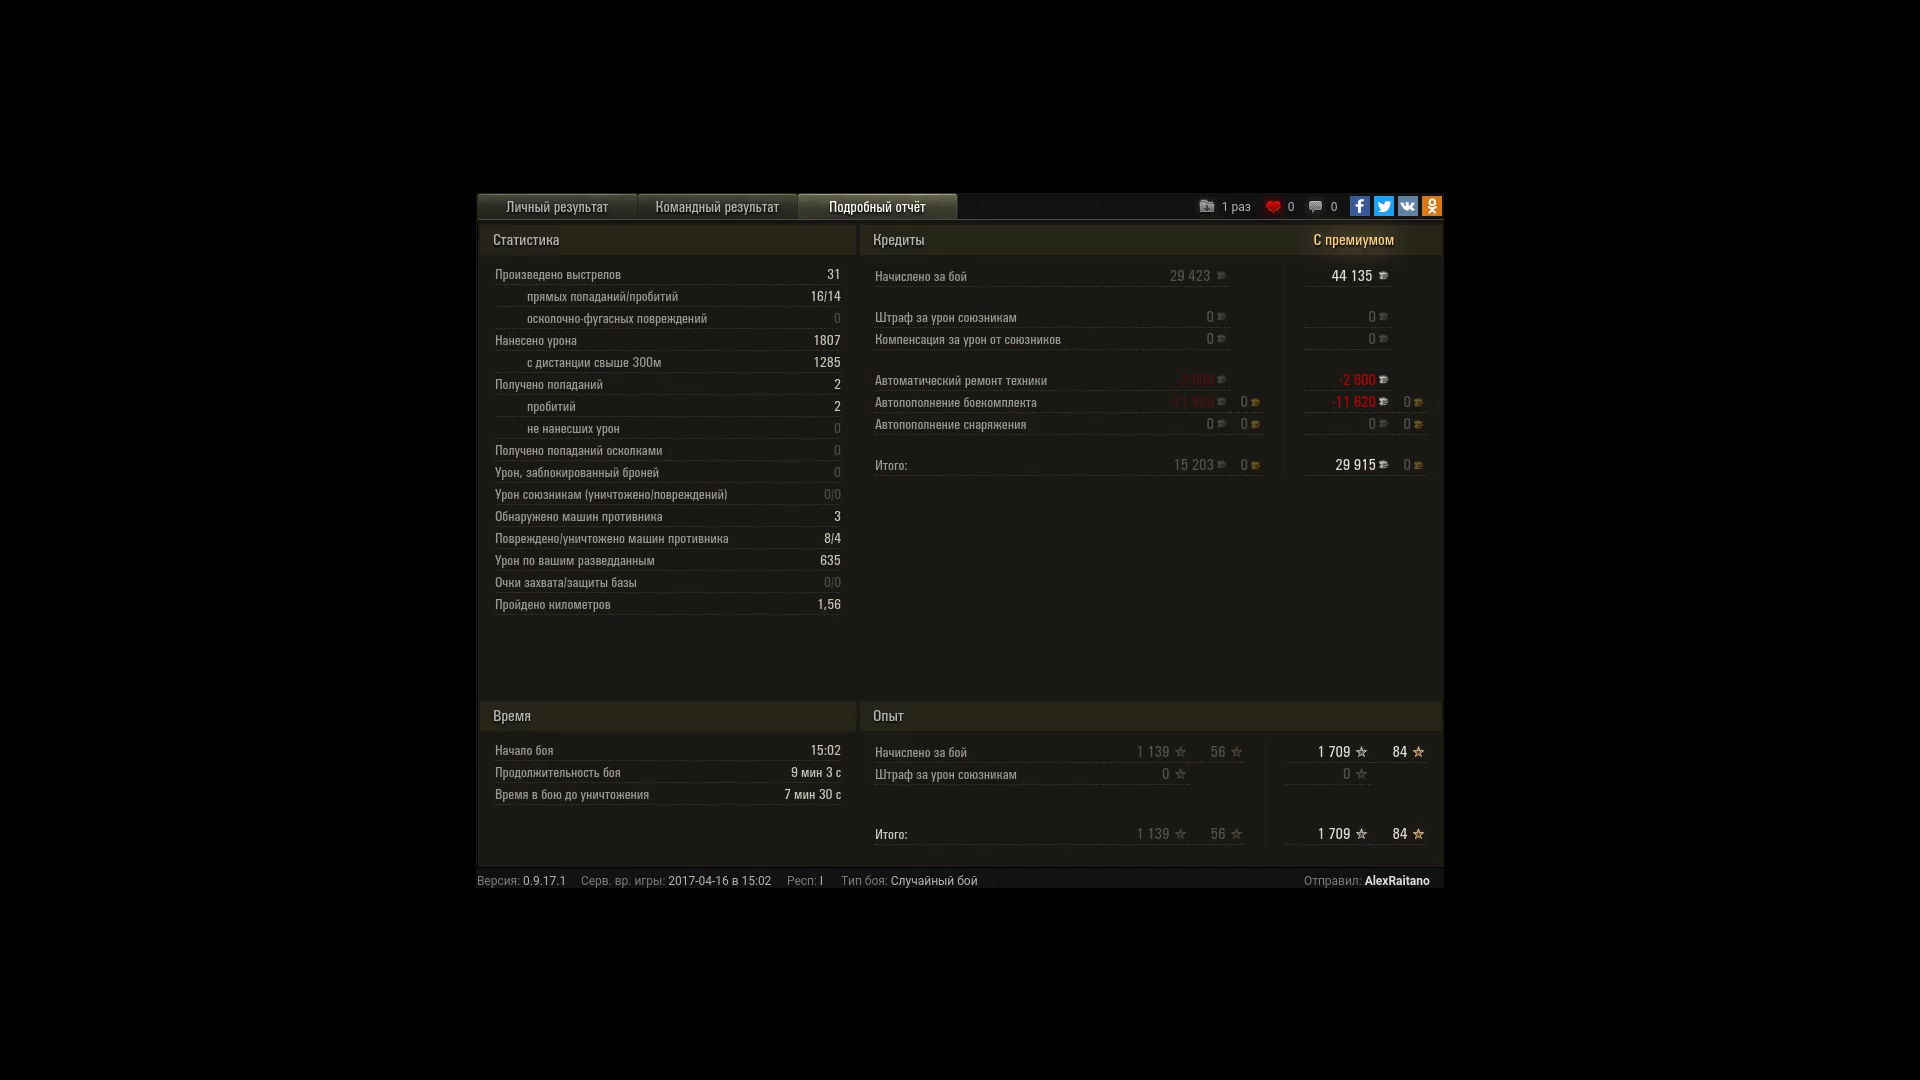 Личный результат Командный результат Подробный отчёт 1 раз 0 0
Статистика
Произведено выстрелов 31
прямых попаданий/пробитий 16/14
осколочно-фугасных повреждений 0
Нанесено урона 1807
с дистанции свыше 300м 1285
Получено попаданий 2
пробитий 2
не нанесших урон 0
Получено попаданий осколками 0
Урон, заблокированный броней 0
Урон союзникам (уничтожено/повреждений) 0/0
Обнаружено машин противника 3
Повреждено/уничтожено машин противника 8/4
Урон по вашим разведданным 635
Очки захвата/защиты базы 0/0
Пройдено километров 1,56
Кредиты С премиумом
Начислено за бой 29 423 44 135
Штраф за урон союзникам 0 0
Компенсация за урон от союзников 0 0
Автоматический ремонт техники -2 600 -2 600
Автопополнение боекомплекта -11 620 0 -11 620 0
Автопополнение снаряжения 0 0 0 0
Итого: 15 203 0 29 915 0
Время
Начало боя 15:02
Продолжительность боя 9 мин 3 с
Время в бою до уничтожения 7 мин 30 с
Опыт
Начислено за бой 1 139 56 1 709 84
Штраф за урон союзникам 0 0
Итого: 1 139 56 1 709 84
Версия: 0.9.17.1 Серв. вр. игры: 2017-04-16 в 15:02 Респ: I Тип боя: Случайный бой Отправил: AlexRaitano